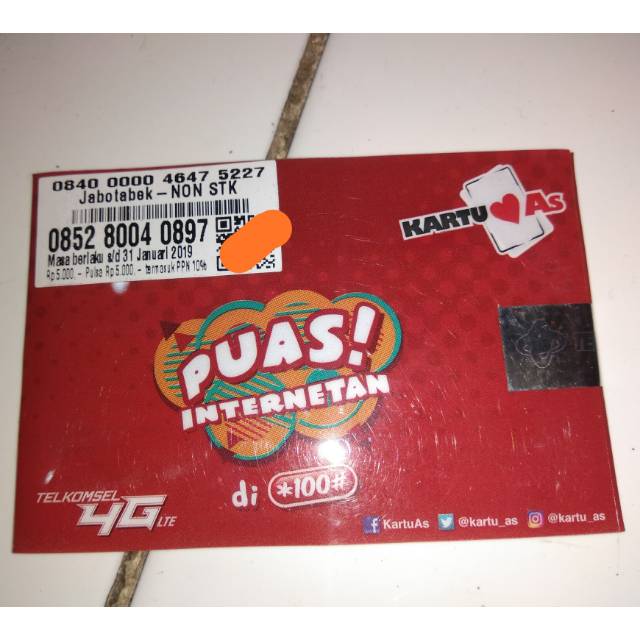 0840 0000 4647 5227
Jabotabek – NON STK
0852 8004 0897
Masa berlaku s/d 31 Januari 2019
Rp 5.000,- Pulsa Rp 5.000,- termasuk PPN 10%
KARTU As
PUAS!
INTERNETAN
di *100#
TELKOMSEL
4G LTE
KartuAs @kartu_as @kartu_as